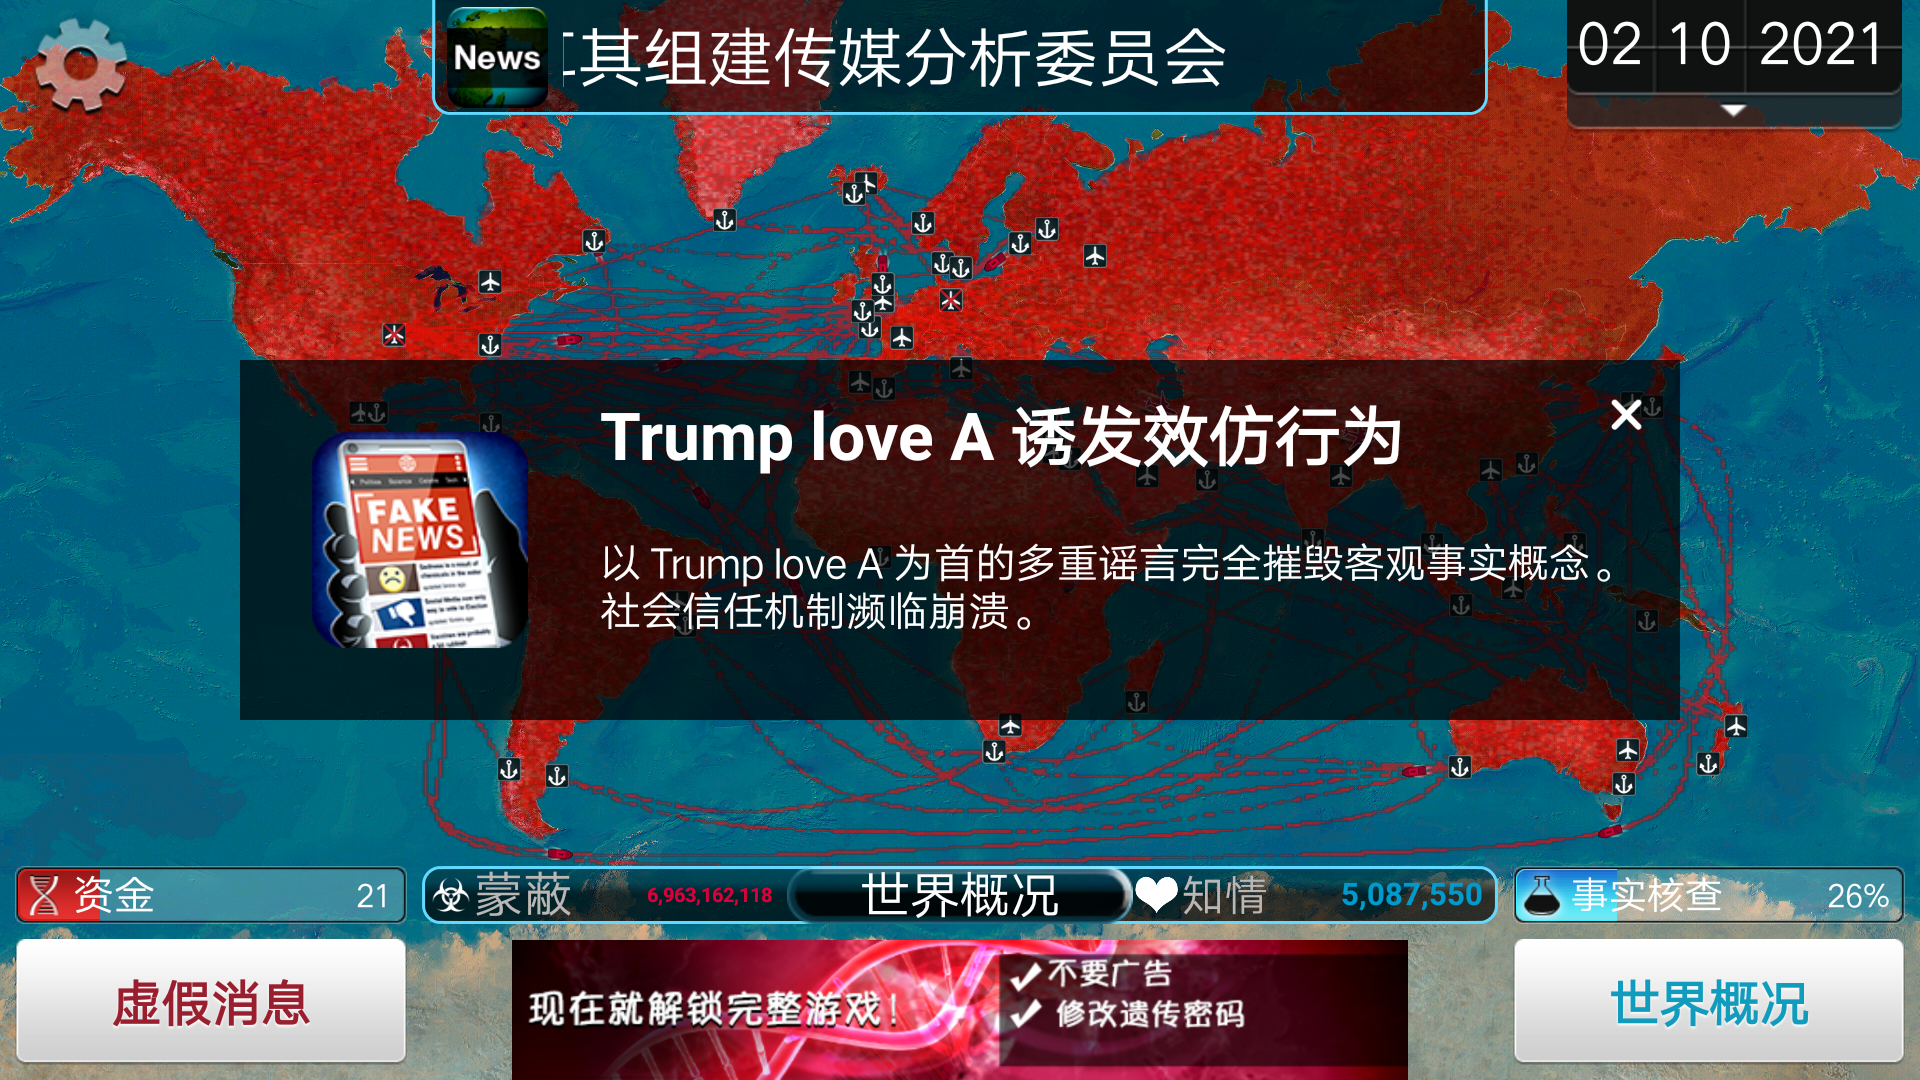 News
其组建传媒分析委员会
02 10 2021
Trump love A 诱发效仿行为
FAKE
NEWS
以 Trump love A 为首的多重谣言完全摧毁客观事实概念。
社会信任机制濒临崩溃。
资金 21
蒙蔽 6,963,162,118
世界概况
知情 5,087,550
事实核查 26%
虚假消息
现在就解锁完整游戏!
不要广告
修改遗传密码
世界概况